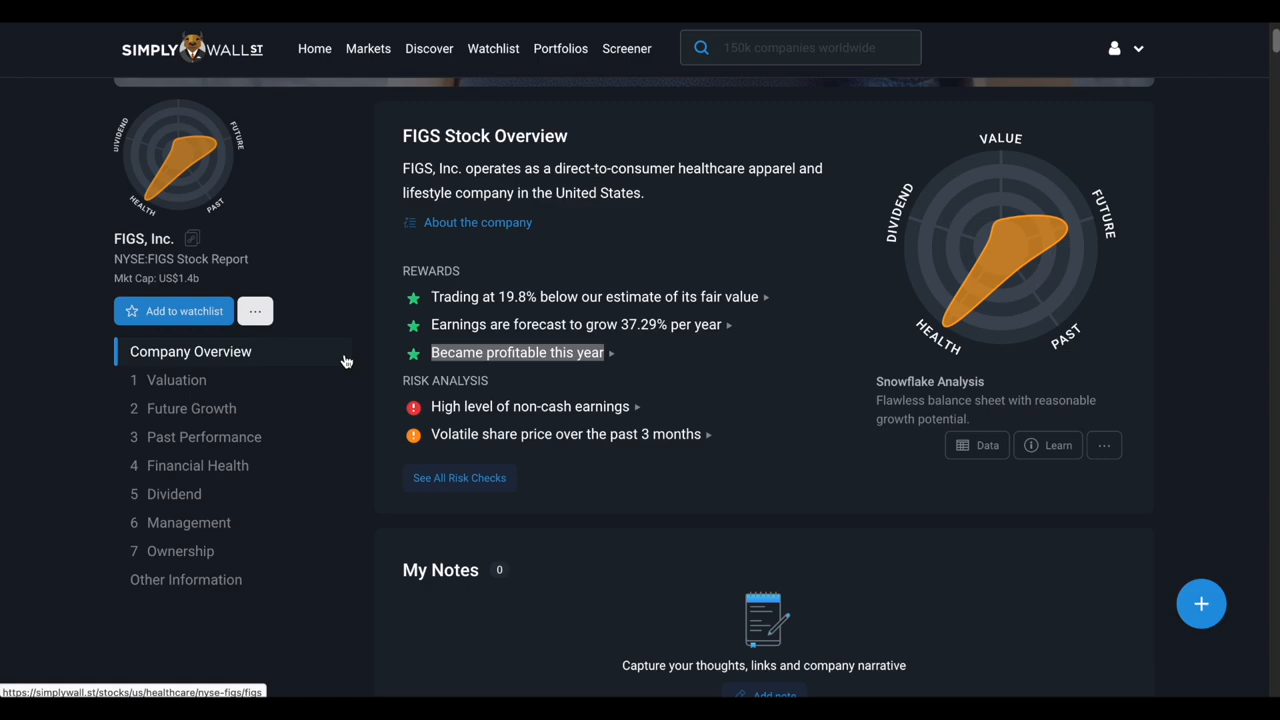 SIMPLY WALL ST
Home Markets Discover Watchlist Portfolios Screener
150k companies worldwide
DIVIDEND
FUTURE
HEALTH
PAST
FIGS, Inc.
NYSE:FIGS Stock Report
Mkt Cap: US$1.4b
Add to watchlist
...
Company Overview
1 Valuation
2 Future Growth
3 Past Performance
4 Financial Health
5 Dividend
6 Management
7 Ownership
Other Information
FIGS Stock Overview
FIGS, Inc. operates as a direct-to-consumer healthcare apparel and
lifestyle company in the United States.
About the company
REWARDS
Trading at 19.8% below our estimate of its fair value
Earnings are forecast to grow 37.29% per year
Became profitable this year
RISK ANALYSIS
High level of non-cash earnings
Volatile share price over the past 3 months
See All Risk Checks
VALUE
DIVIDEND
FUTURE
HEALTH
PAST
Snowflake Analysis
Flawless balance sheet with reasonable
growth potential.
Data
Learn
...
My Notes 0
Capture your thoughts, links and company narrative
Add note
https://simplywall.st/stocks/us/healthcare/nyse-figs/figs